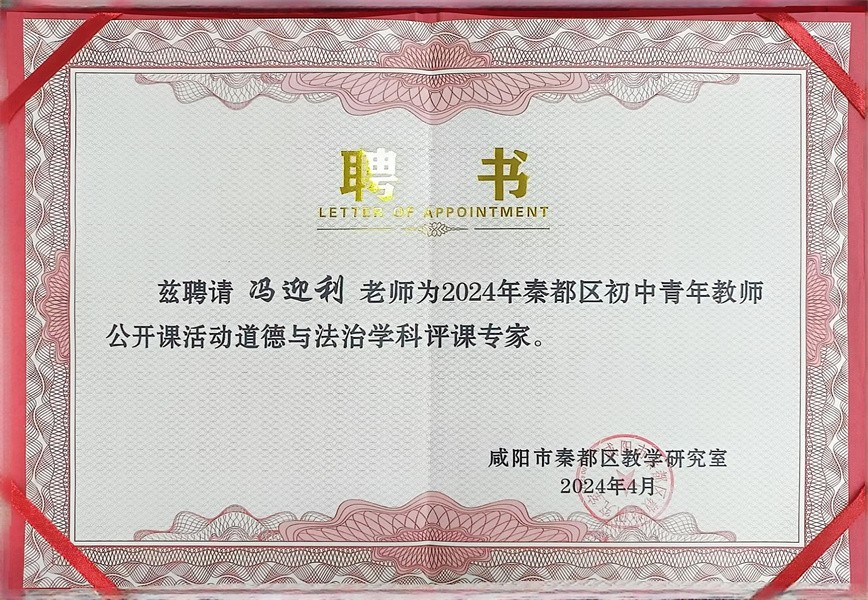 聘书
LETTER OF APPOINTMENT
兹聘请 冯迎利 老师为2024年秦都区初中青年教师
公开课活动道德与法治学科评课专家。
咸阳市秦都区教学研究室
2024年4月